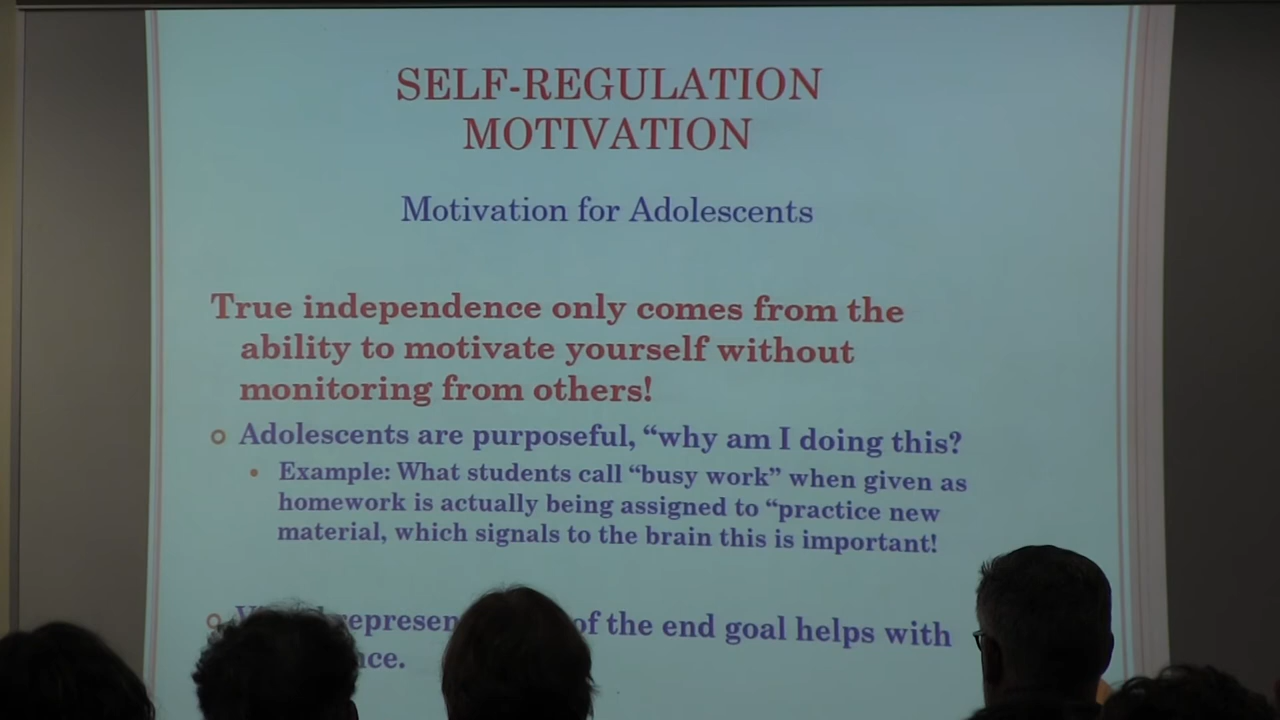 SELF-REGULATION
MOTIVATION
Motivation for Adolescents
True independence only comes from the
ability to motivate yourself without
monitoring from others!
Adolescents are purposeful, “why am I doing this?
Example: What students call “busy work” when given as
homework is actually being assigned to “practice new
material, which signals to the brain this is important!
of the end goal helps with